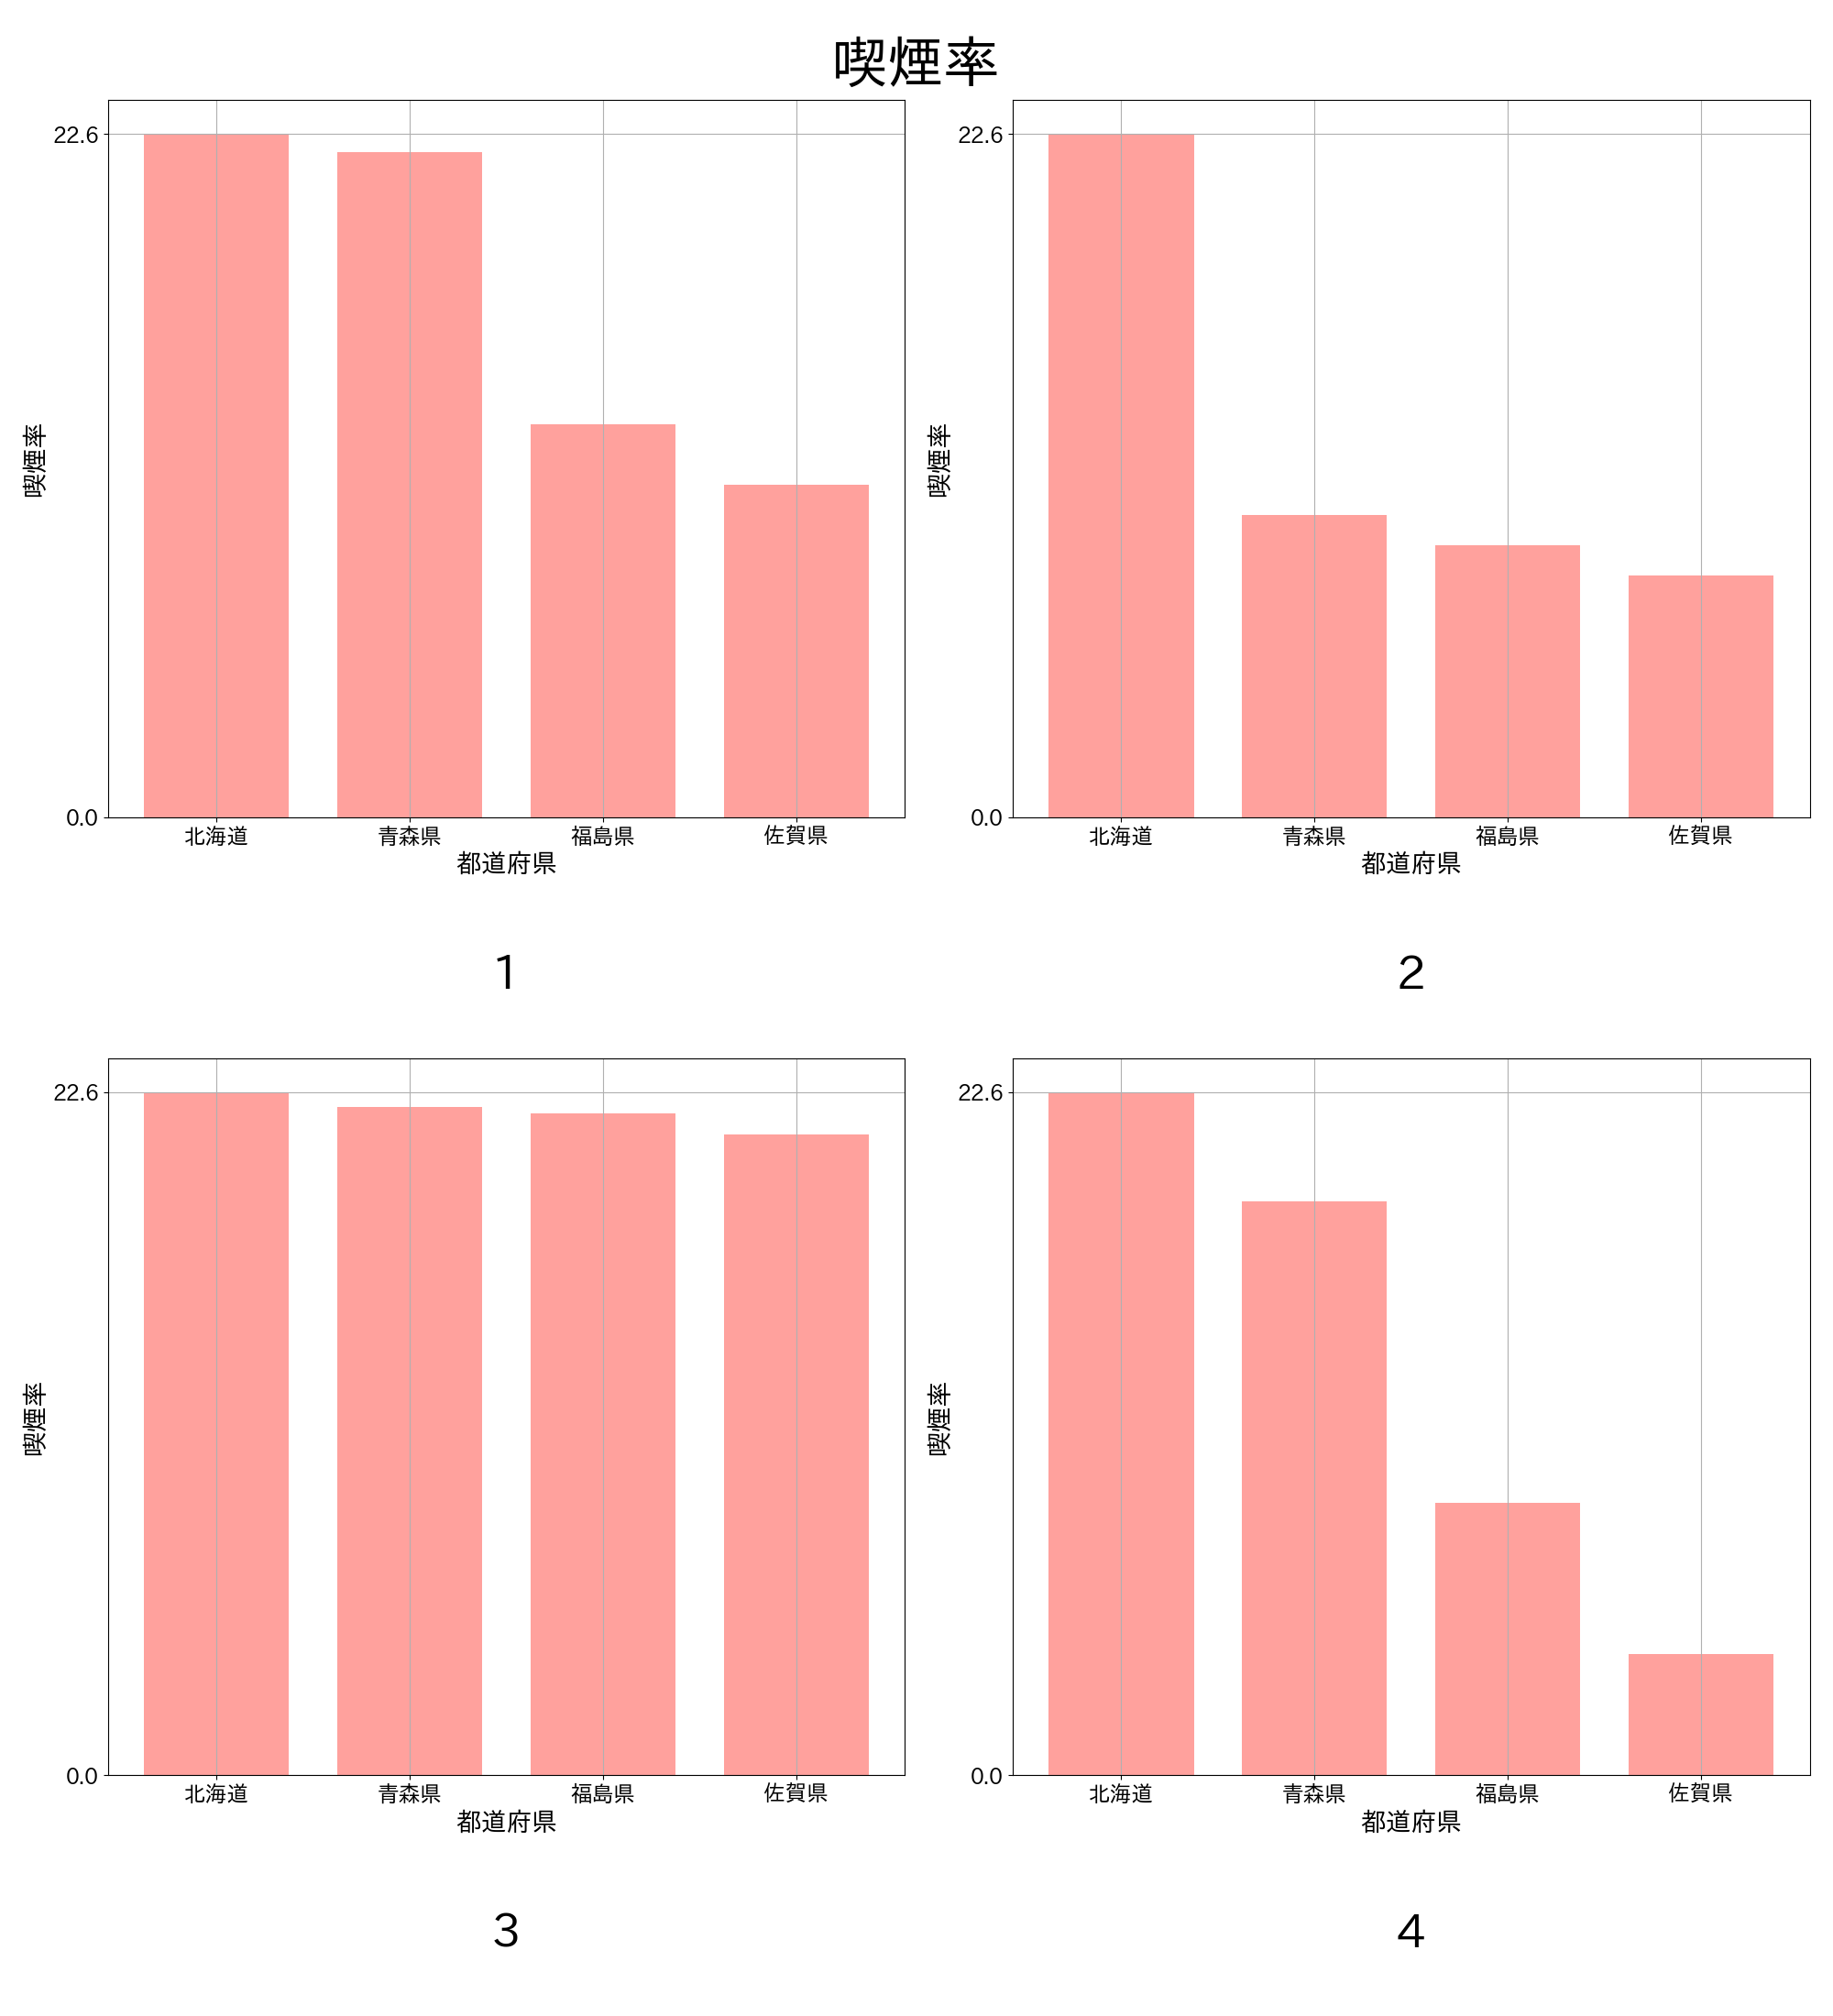 喫煙率
22.6
0.0
喫煙率
北海道 青森県 福島県 佐賀県
都道府県
1
22.6
0.0
喫煙率
北海道 青森県 福島県 佐賀県
都道府県
2
22.6
0.0
喫煙率
北海道 青森県 福島県 佐賀県
都道府県
3
22.6
0.0
喫煙率
北海道 青森県 福島県 佐賀県
都道府県
4